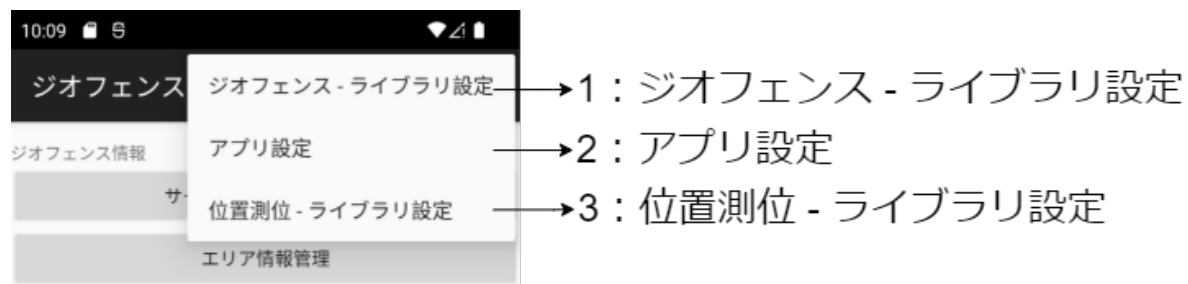 10:09
ジオフェンス
ジオフェンス - ライブラリ設定
1：ジオフェンス - ライブラリ設定
ジオフェンス情報
アプリ設定
2：アプリ設定
サー
位置測位 - ライブラリ設定
3：位置測位 - ライブラリ設定
エリア情報管理